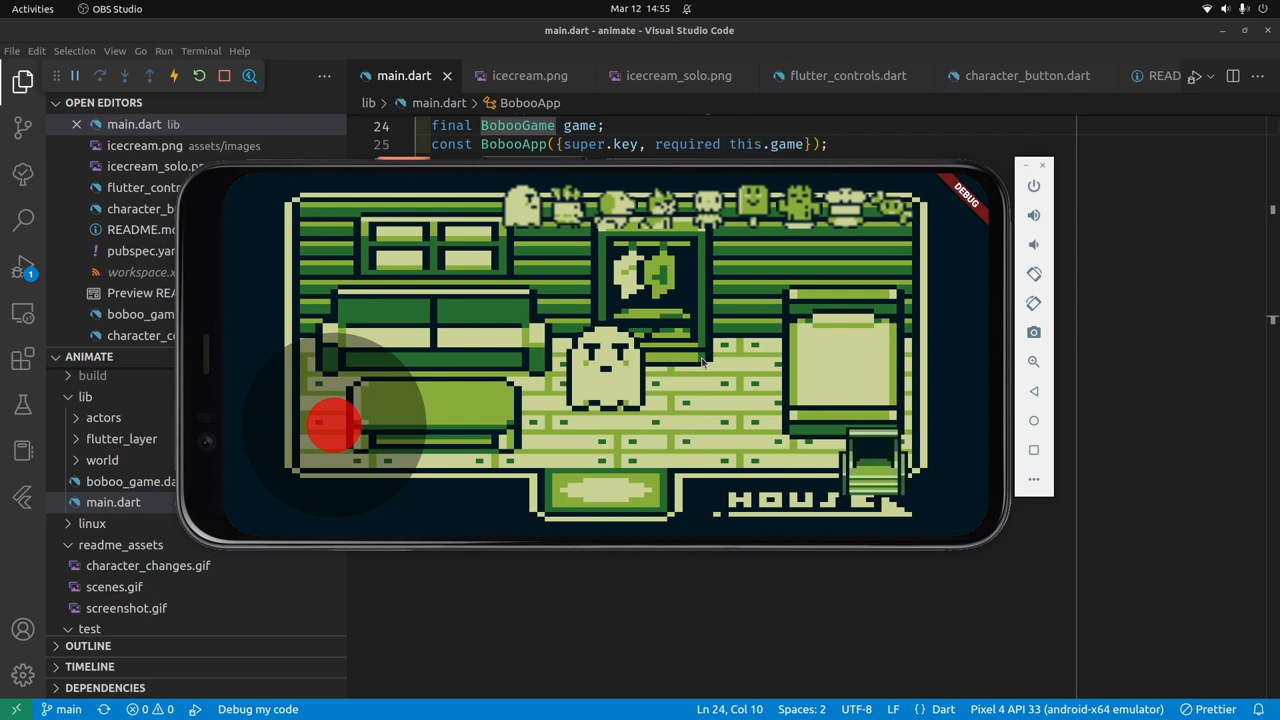 Activities OBS Studio Mar 12 14:55
main.dart - animate - Visual Studio Code
File Edit Selection View Go Run Terminal Help
main.dart icecream.png icecream_solo.png flutter_controls.dart character_button.dart READ
lib > main.dart > BobooApp
24 final BobooGame game;
25 const BobooApp({super.key, required this.game});
OPEN EDITORS
main.dart lib
icecream.png assets/images
icecream_solo.pr
flutter_contr
character_b
README.m
pubspec.yar
workspace.x
Preview REA
boboo_gam
character_c
1
ANIMATE
build
lib
actors
flutter_layer
world
boboo_game.da
main.dart
linux
readme_assets
character_changes.gif
scenes.gif
screenshot.gif
test
OUTLINE
TIMELINE
DEPENDENCIES
DEBUG
HOUSE
main 0 0 Debug my code Ln 24, Col 10 Spaces: 2 UTF-8 LF {} Dart Pixel 4 API 33 (android-x64 emulator) Prettier